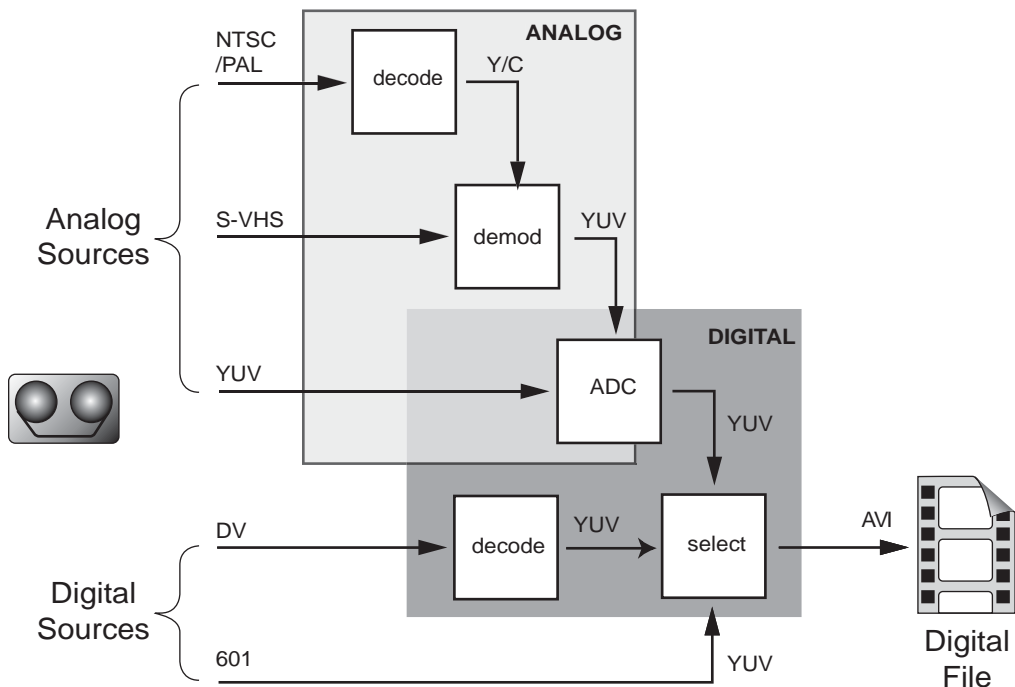 ANALOG
NTSC
/PAL
decode
Y/C
Analog
Sources
S-VHS
demod
YUV
DIGITAL
YUV
ADC
YUV
DV
decode
YUV
select
AVI
Digital
Sources
601
YUV
Digital
File